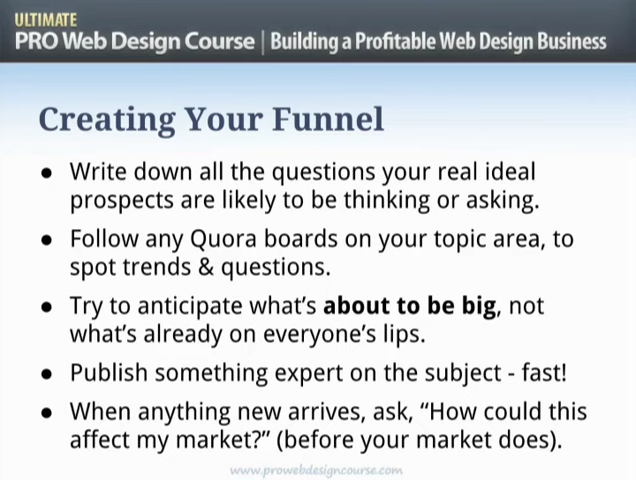 ULTIMATE
PRO Web Design Course | Building a Profitable Web Design Business
Creating Your Funnel
● Write down all the questions your real ideal
prospects are likely to be thinking or asking.
● Follow any Quora boards on your topic area, to
spot trends & questions.
● Try to anticipate what's about to be big, not
what's already on everyone's lips.
● Publish something expert on the subject - fast!
● When anything new arrives, ask, “How could this
affect my market?” (before your market does).
www.prowebdesigncourse.com